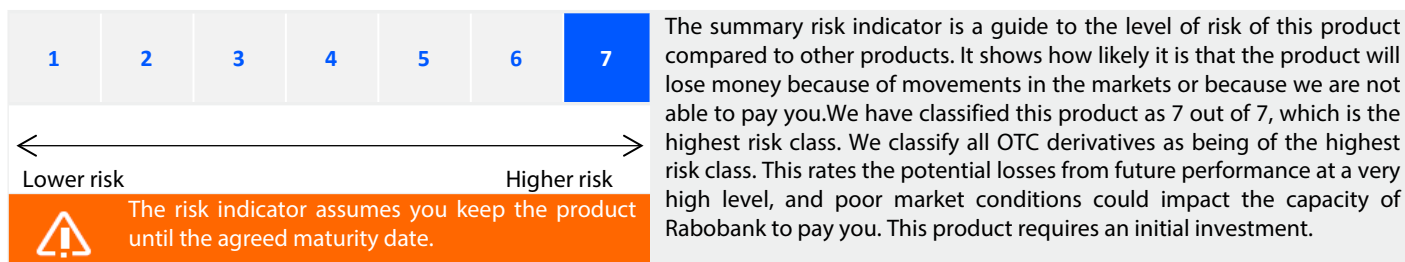 1 2 3 4 5 6 7
Lower risk Higher risk
The risk indicator assumes you keep the product
until the agreed maturity date.
The summary risk indicator is a guide to the level of risk of this product
compared to other products. It shows how likely it is that the product will
lose money because of movements in the markets or because we are not
able to pay you.We have classified this product as 7 out of 7, which is the
highest risk class. We classify all OTC derivatives as being of the highest
risk class. This rates the potential losses from future performance at a very
high level, and poor market conditions could impact the capacity of
Rabobank to pay you. This product requires an initial investment.